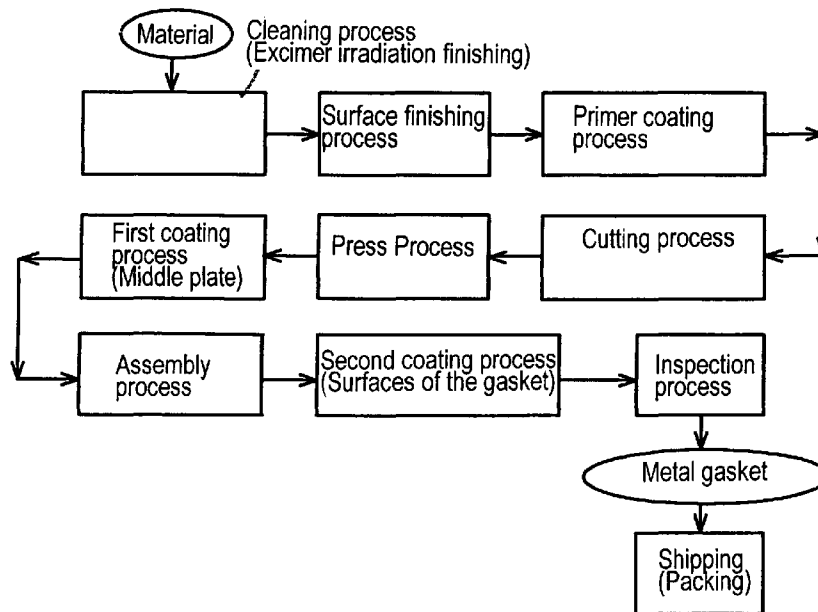 Material
Cleaning process
(Excimer irradiation finishing)
Surface finishing
process
Primer coating
process
First coating
process
(Middle plate)
Press Process
Cutting process
Assembly
process
Second coating process
(Surfaces of the gasket)
Inspection
process
Metal gasket
Shipping
(Packing)